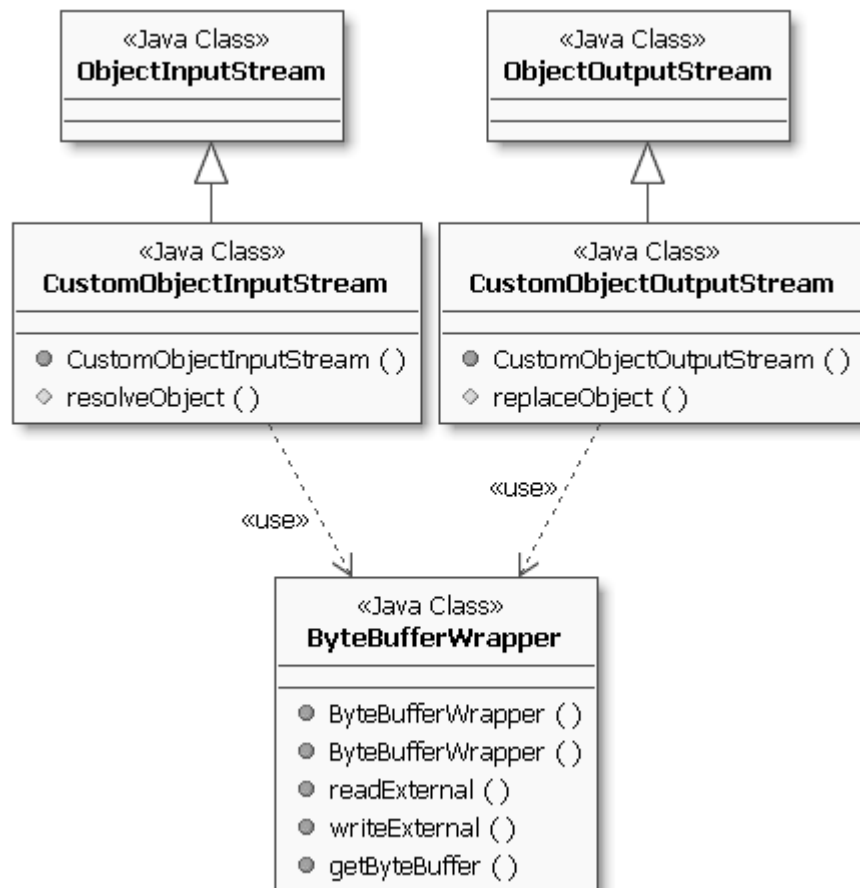 «Java Class»
ObjectInputStream
«Java Class»
ObjectOutputStream
«Java Class»
CustomObjectInputStream
CustomObjectInputStream ()
resolveObject ()
«Java Class»
CustomObjectOutputStream
CustomObjectOutputStream ()
replaceObject ()
«use»
«use»
«Java Class»
ByteBufferWrapper
ByteBufferWrapper ()
ByteBufferWrapper ()
readExternal ()
writeExternal ()
getByteBuffer ()